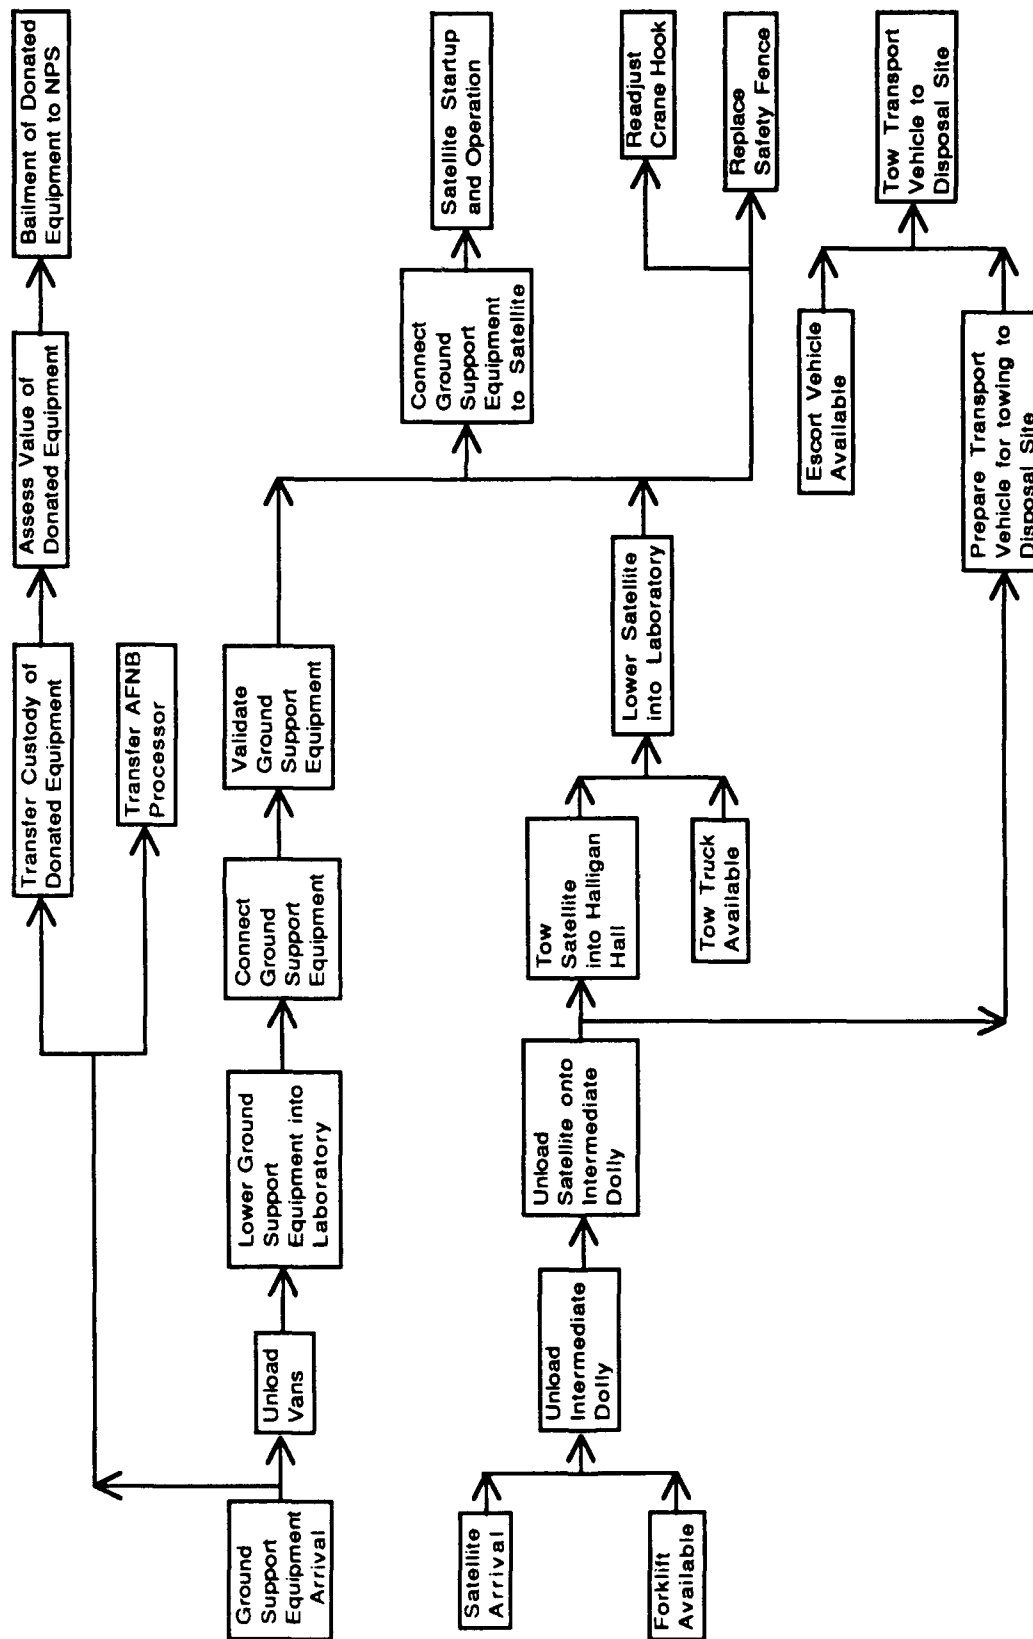 Ground
Support
Equipment
Arrival
Unload
Vans
Lower Ground
Support
Equipment into
Laboratory
Connect
Ground
Support
Equipment
Validate
Ground
Support
Equipment
Transfer Custody of
Donated Equipment
Transfer AFNB
Processor
Assess Value of
Donated Equipment
Bailment of Donated
Equipment to NPS
Connect
Ground
Support
Equipment
to Satellite
Satellite Startup
and Operation
Satellite
Arrival
Forklift
Available
Unload
Intermediate
Dolly
Unload
Satellite onto
Intermediate
Dolly
Tow
Satellite
into Halligan
Hall
Tow Truck
Available
Lower Satellite
into Laboratory
Readjust
Crane Hook
Replace
Safety Fence
Escort Vehicle
Available
Prepare Transport
Vehicle for towing to
Disposal Site
Tow Transport
Vehicle to
Disposal Site